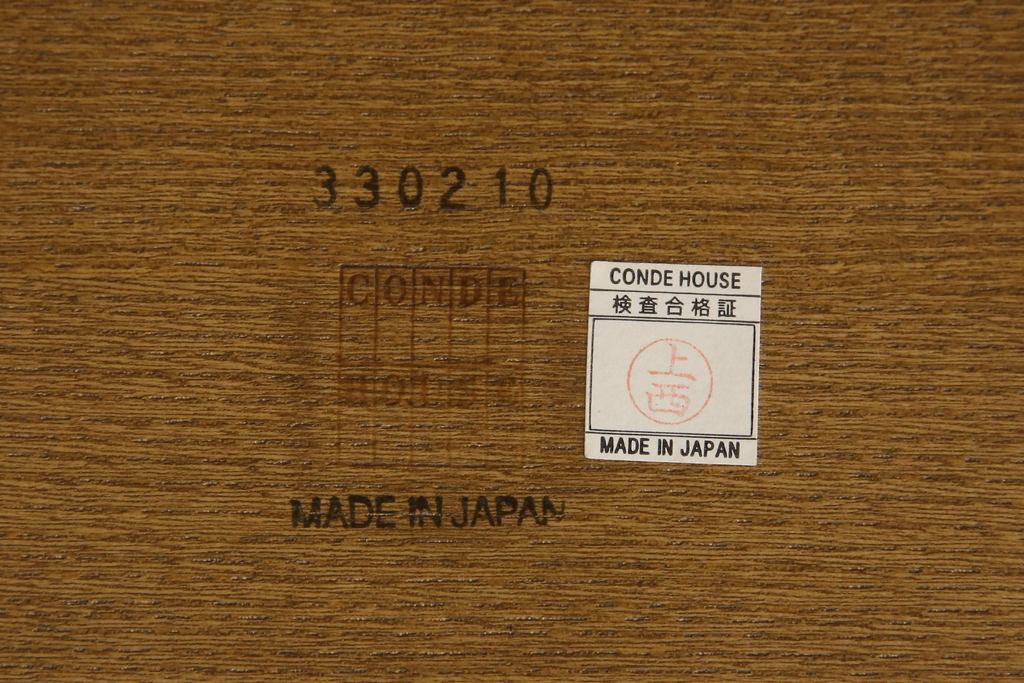 330210
CONDE
MADE IN JAPAN
CONDE HOUSE
検査合格証
上西
MADE IN JAPAN